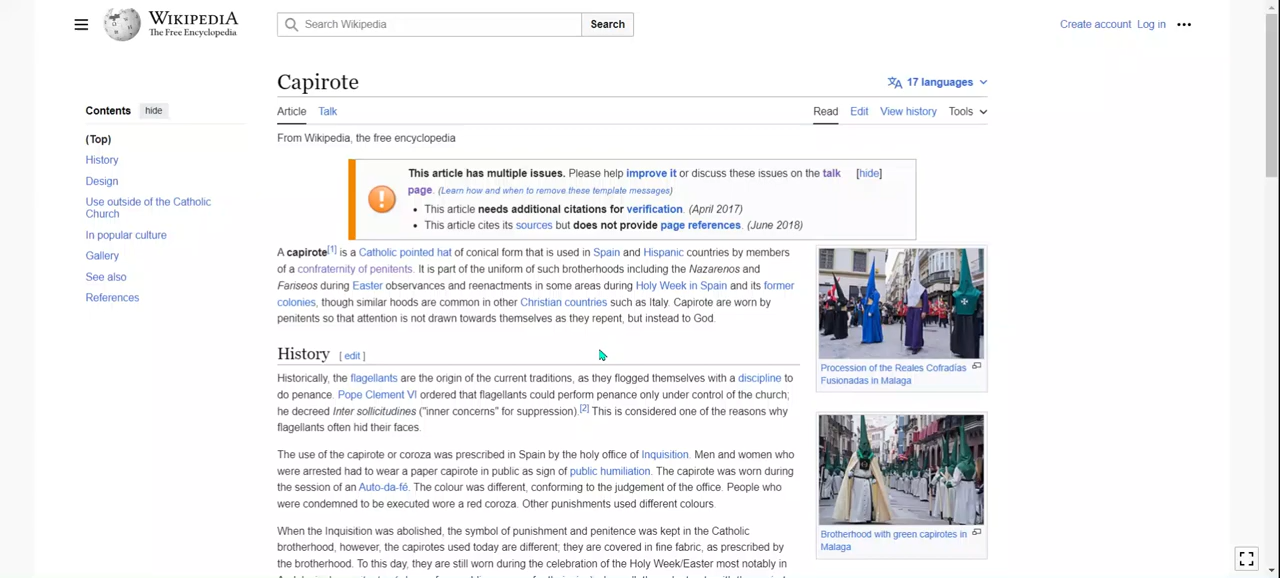 WIKIPEDIA
The Free Encyclopedia
Search Wikipedia
Search
Create account Log in
Capirote
17 languages
Article Talk
Read Edit View history Tools
From Wikipedia, the free encyclopedia
Contents hide
(Top)
History
Design
Use outside of the Catholic
Church
In popular culture
Gallery
See also
References
This article has multiple issues. Please help improve it or discuss these issues on the talk [hide]
page. (Learn how and when to remove these template messages)
• This article needs additional citations for verification. (April 2017)
• This article cites its sources but does not provide page references. (June 2018)
A capirote[1] is a Catholic pointed hat of conical form that is used in Spain and Hispanic countries by members
of a confraternity of penitents. It is part of the uniform of such brotherhoods including the Nazarenos and
Fariseos during Easter observances and reenactments in some areas during Holy Week in Spain and its former
colonies, though similar hoods are common in other Christian countries such as Italy. Capirote are worn by
penitents so that attention is not drawn towards themselves as they repent, but instead to God.
History [ edit ]
Historically, the flagellants are the origin of the current traditions, as they flogged themselves with a discipline to
do penance. Pope Clement VI ordered that flagellants could perform penance only under control of the church;
he decreed Inter sollicitudines ("inner concerns" for suppression).[2] This is considered one of the reasons why
flagellants often hid their faces.
The use of the capirote or coroza was prescribed in Spain by the holy office of Inquisition. Men and women who
were arrested had to wear a paper capirote in public as sign of public humiliation. The capirote was worn during
the session of an Auto-da-fé. The colour was different, conforming to the judgement of the office. People who
were condemned to be executed wore a red coroza. Other punishments used different colours.
When the Inquisition was abolished, the symbol of punishment and penitence was kept in the Catholic
brotherhood, however, the capirotes used today are different; they are covered in fine fabric, as prescribed by
the brotherhood. To this day, they are still worn during the celebration of the Holy Week/Easter most notably in
Procession of the Reales Cofradías
Fusionadas in Malaga
Brotherhood with green capirotes in
Malaga